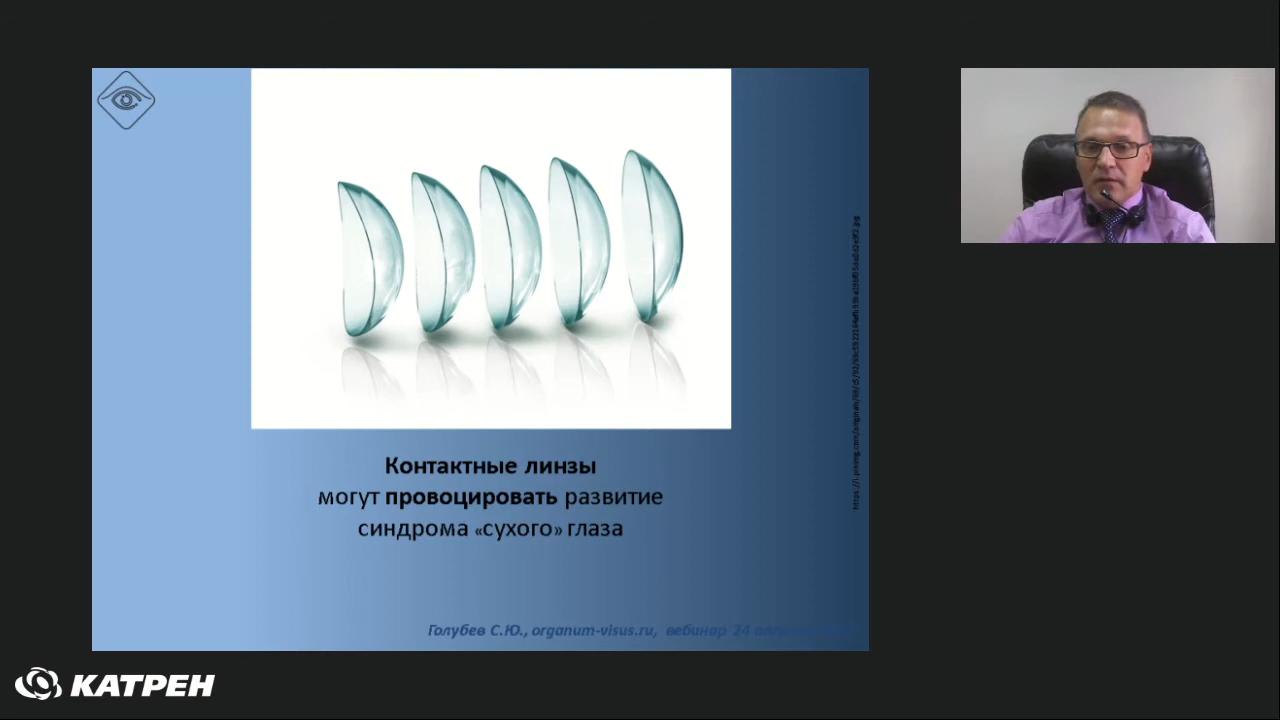 Контактные линзы
могут провоцировать развитие
синдрома «сухого» глаза
Голубев С.Ю., organum-visus.ru, вебинар 24
КАТРЕН